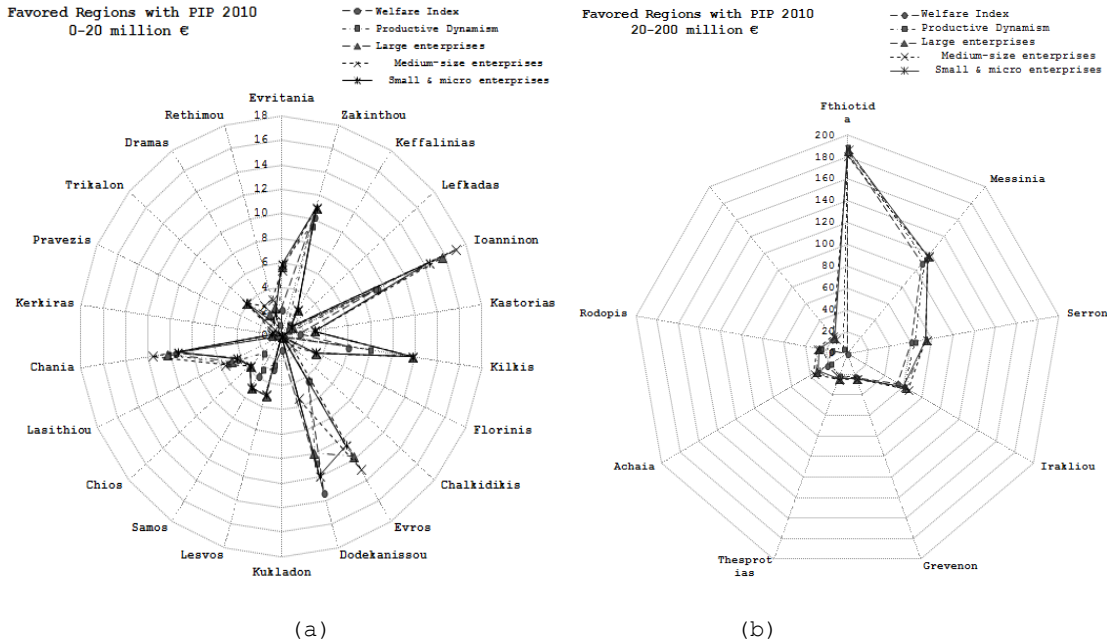 Favored Regions with PIP 2010
0-20 million €
Welfare Index
Productive Dynamism
Large enterprises
Medium-size enterprises
Small & micro enterprises
Evritania
Zakinthou
Keffalinias
Lefkadas
Ioanninon
Kastorias
Kilkis
Florinis
Chalkidikis
Evros
Dodekanissou
Kukladon
Lesvos
Samos
Chios
Lasithiou
Chania
Kerkiras
Pravezis
Trikalon
Dramas
Rethimou
18
16
14
12
10
8
6
4
2
0
(a)
Favored Regions with PIP 2010
20-200 million €
Welfare Index
Productive Dynamism
Large enterprises
Medium-size enterprises
Small & micro enterprises
Fthiotid
a
Messinia
Serron
Irakliou
Grevenon
Thesprot
ias
Achaia
Rodopis
200
180
160
140
120
100
80
60
40
20
(b)